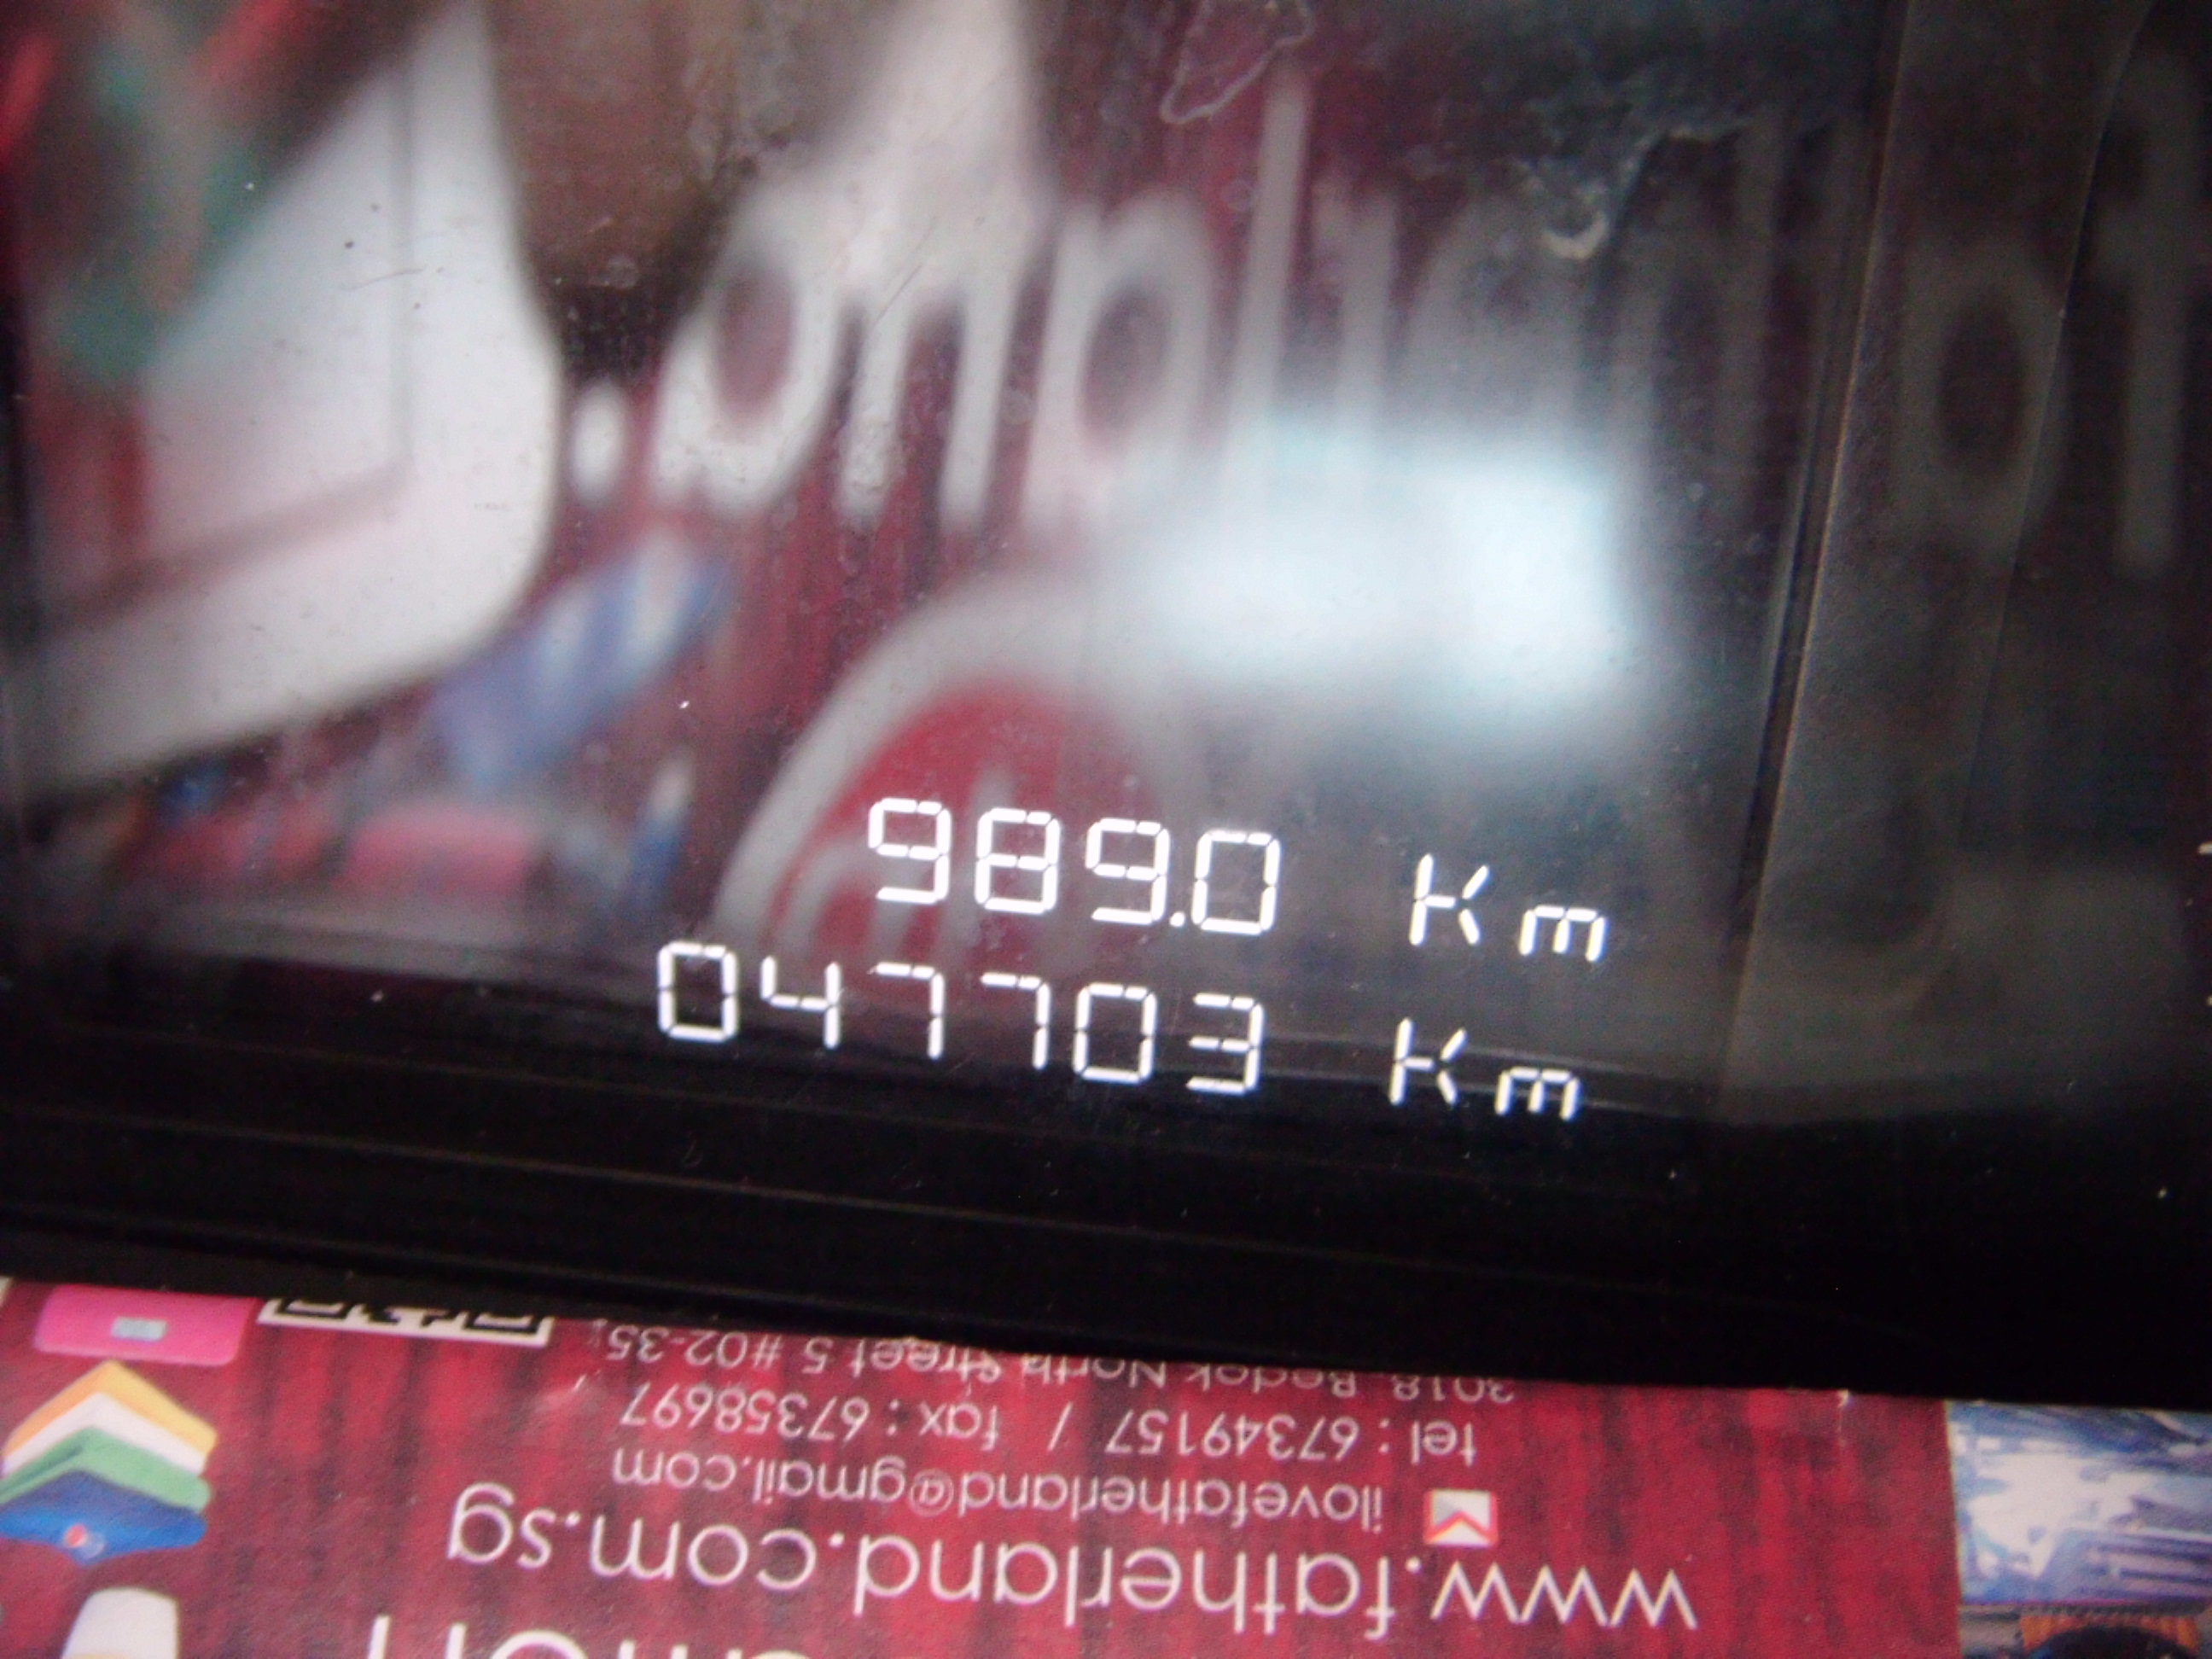 989.0 Km
047703 Km
3018, Bedok North Street 5 #02-35,
tel : 67349157 / fax : 67358697
ilovefatherland@gmail.com
www.fatherland.com.sg